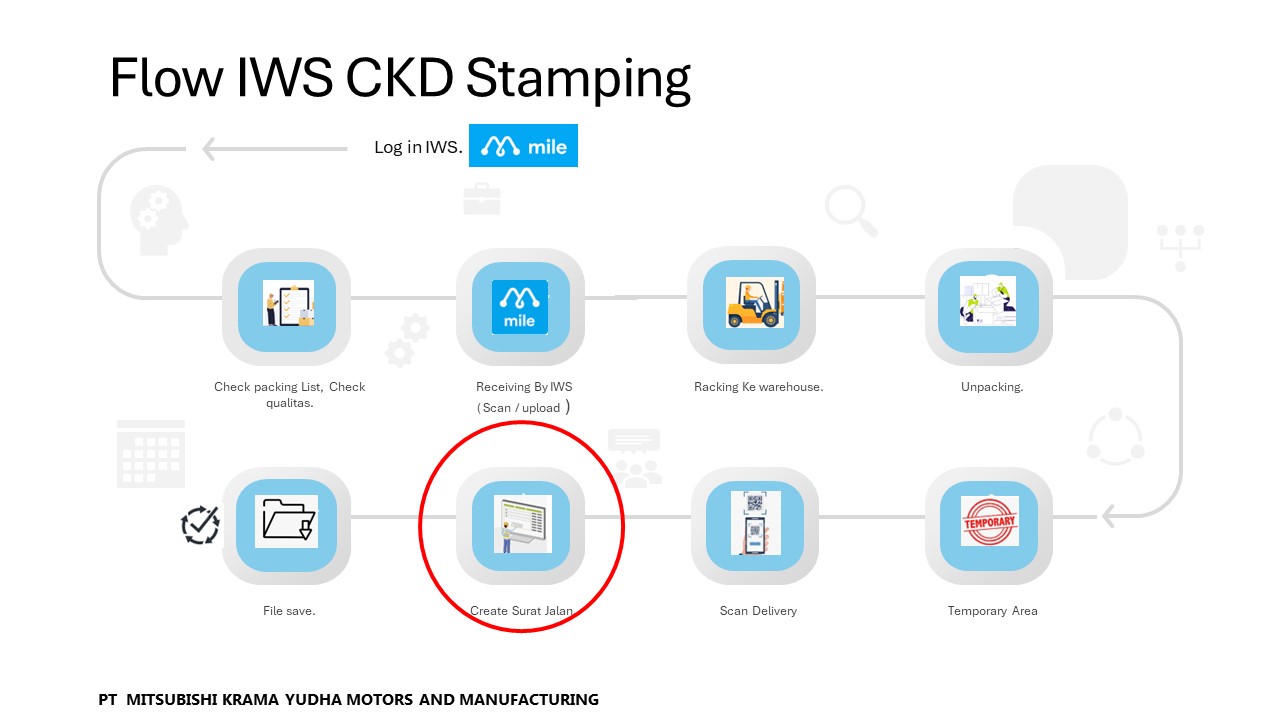 Flow IWS CKD Stamping
Log in IWS. mile
mile
Check packing List, Check
qualitas.
Receiving By IWS
( Scan / upload )
Racking Ke warehouse.
Unpacking.
TEMPORARY
File save.
Create Surat Jalan
Scan Delivery
Temporary Area
PT MITSUBISHI KRAMA YUDHA MOTORS AND MANUFACTURING